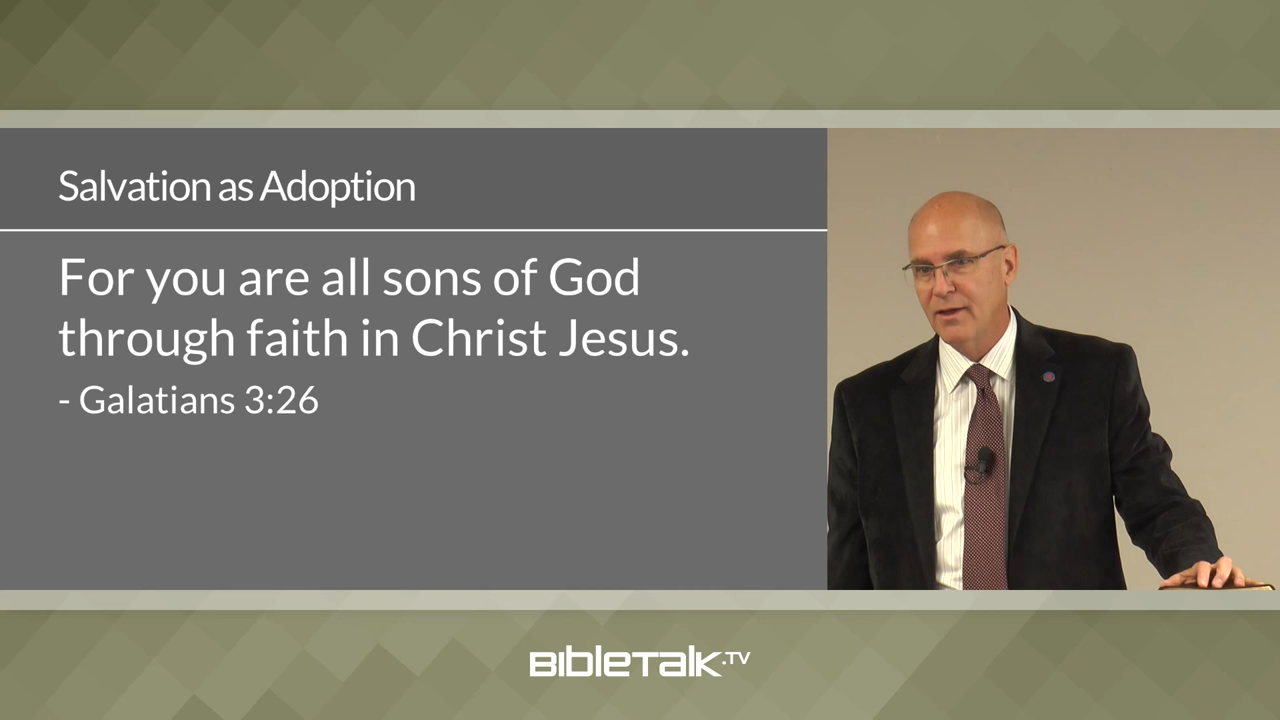 Salvation as Adoption
For you are all sons of God
through faith in Christ Jesus.
- Galatians 3:26
BibleTalk.TV